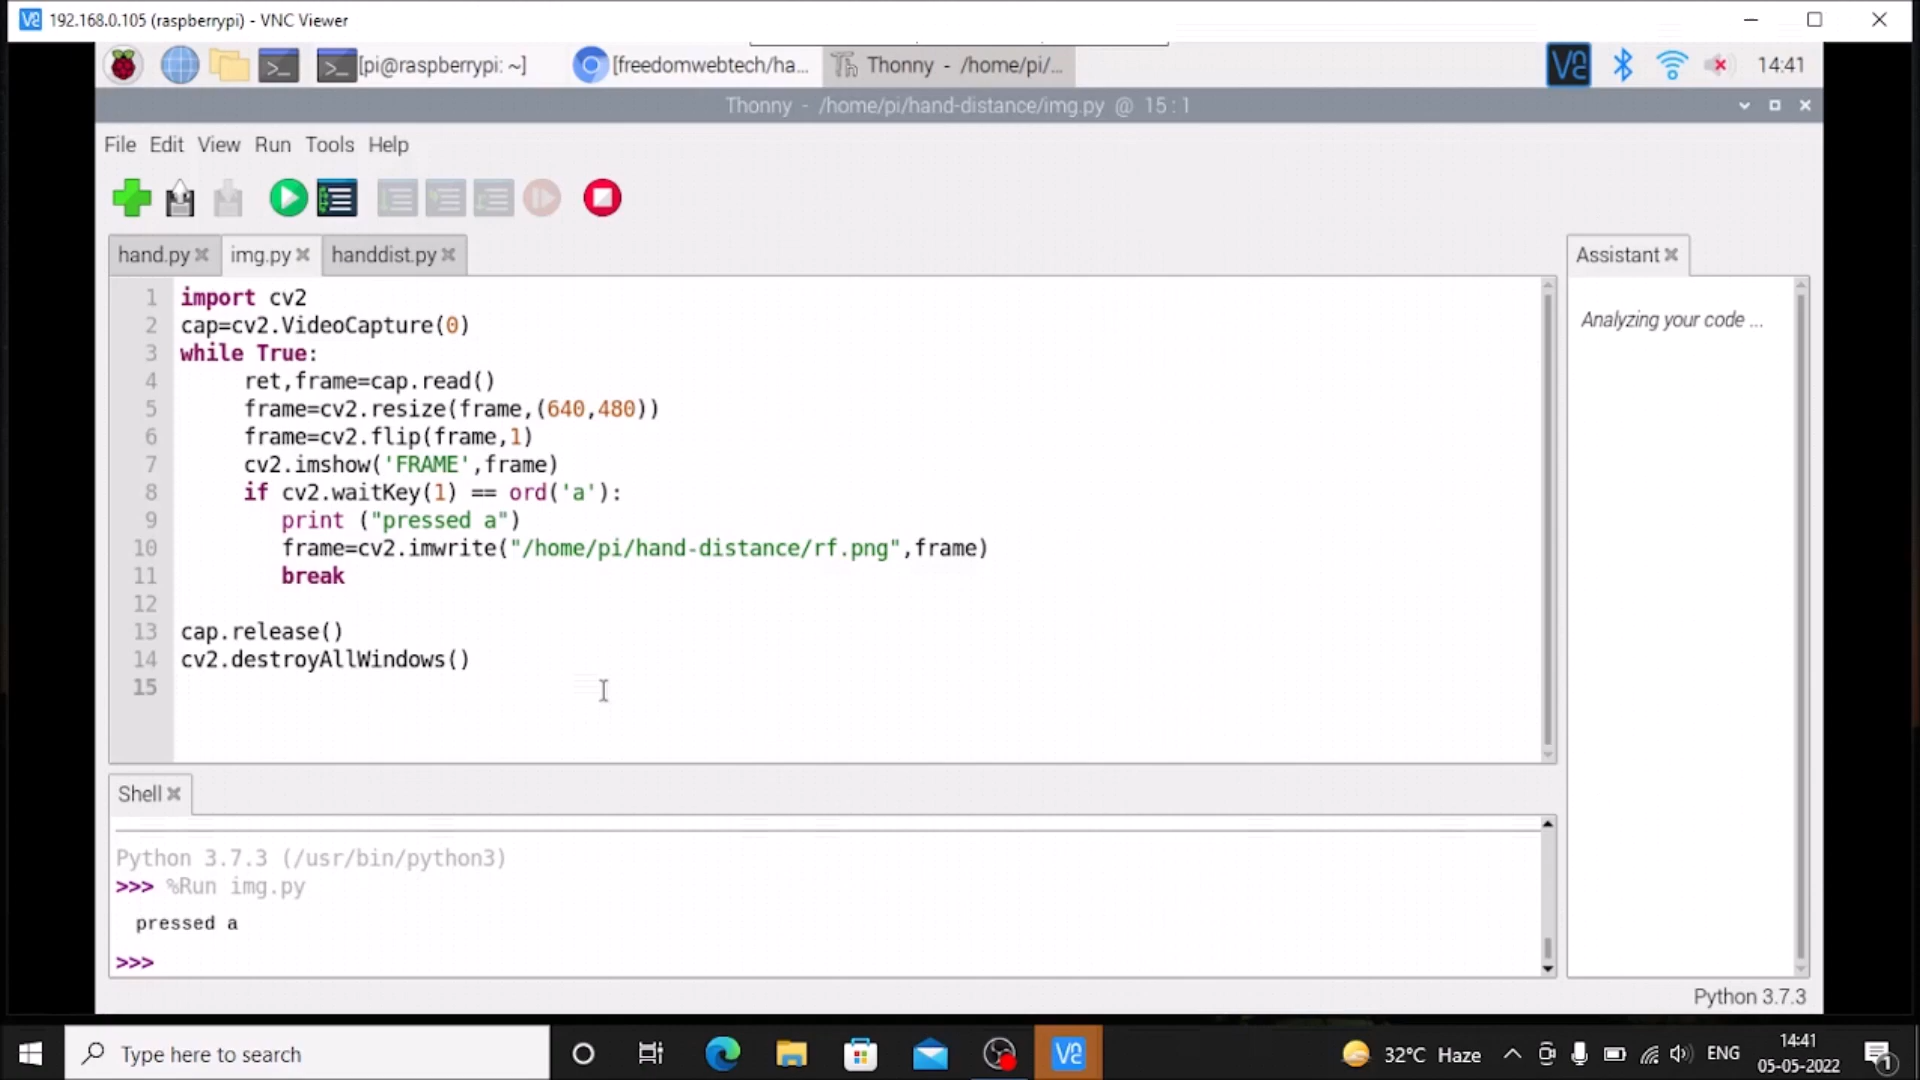 192.168.0.105 (raspberrypi) - VNC Viewer
[pi@raspberrypi: ~]
[freedomwebtech/ha...
Thonny - /home/pi/...
14:41
Thonny - /home/pi/hand-distance/img.py @ 15:1
File Edit View Run Tools Help
hand.py
img.py
handdist.py
Assistant
1 import cv2
2 cap=cv2.VideoCapture(0)
3 while True:
4 ret,frame=cap.read()
5 frame=cv2.resize(frame,(640,480))
6 frame=cv2.flip(frame,1)
7 cv2.imshow('FRAME',frame)
8 if cv2.waitKey(1) == ord('a'):
9 print ("pressed a")
10 frame=cv2.imwrite("/home/pi/hand-distance/rf.png",frame)
11 break
12
13 cap.release()
14 cv2.destroyAllWindows()
15
Analyzing your code ...
Shell
Python 3.7.3 (/usr/bin/python3)
>>> %Run img.py
pressed a
>>>
Python 3.7.3
Type here to search
32°C Haze
ENG
14:41
05-05-2022
1